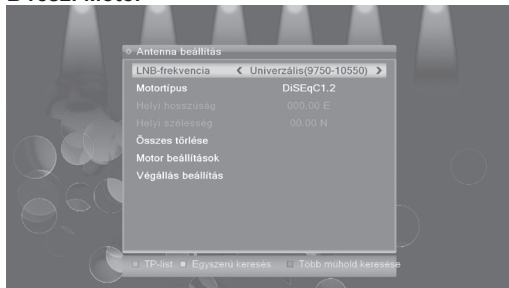 Antenna beállítás
LNB-frekvencia Univerzális(9750-10550)
Motortípus DiSEqC1.2
Helyi hosszúság 000.00 E
Helyi szélesség 00.00 N
Összes törlése
Motor beállítások
Végállás beállítás
TP-list Egyszerű keresés Több műhold keresése